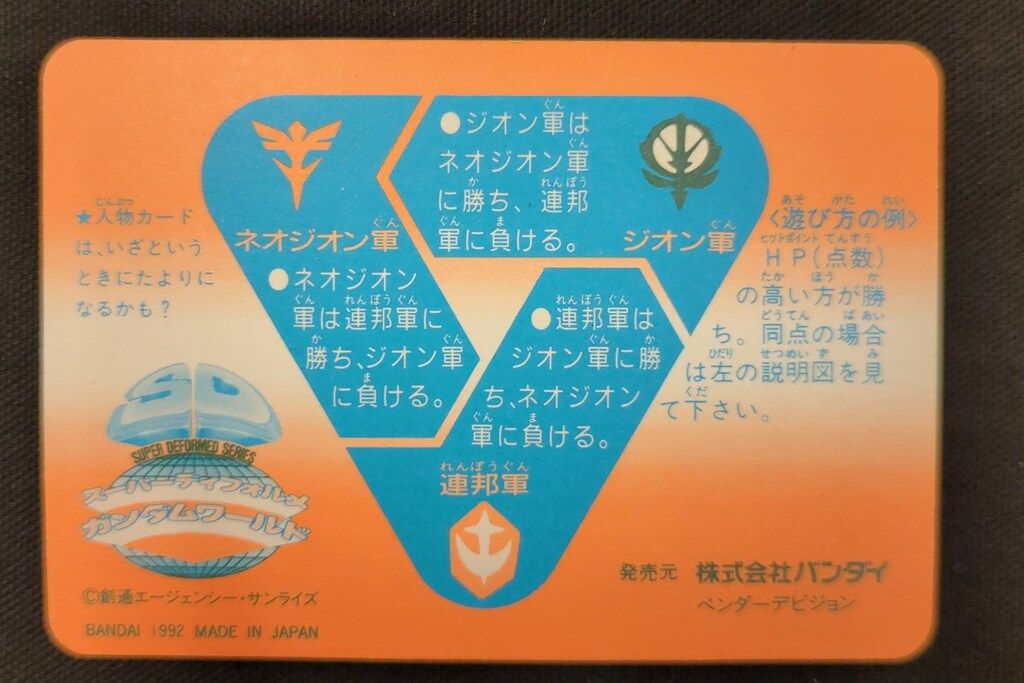 ★人物カード
は、いざという
ときにたよりに
なるかも？
ネオジオン軍
●ジオン軍は
ネオジオン軍
に勝ち、連邦
軍に負ける。
ジオン軍
●ネオジオン
軍は連邦軍に
勝ち、ジオン軍
に負ける。
●連邦軍は
ジオン軍に勝
ち、ネオジオン
軍に負ける。
連邦軍
〈遊び方の例〉
HP(点数)
の高い方が勝
ち。同点の場合
は左の説明図を見
て下さい。
SD
SUPER DEFORMED SERIES
スーパーディフォルメ
ガンダムワールド
©創通エージェンシー・サンライズ
BANDAI 1992 MADE IN JAPAN
発売元 株式会社バンダイ
ベンダーデビジョン